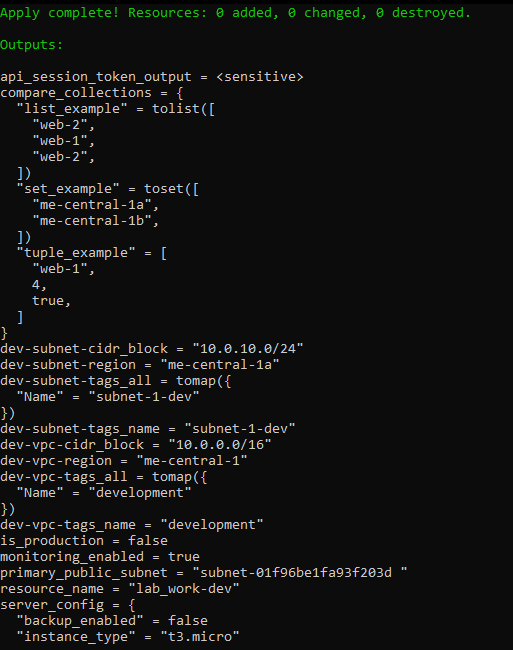 Apply complete! Resources: 0 added, 0 changed, 0 destroyed.

Outputs:

api_session_token_output = <sensitive>
compare_collections = {
  "list_example" = tolist([
    "web-2",
    "web-1",
    "web-2",
  ])
  "set_example" = toset([
    "me-central-1a",
    "me-central-1b",
  ])
  "tuple_example" = [
    "web-1",
    4,
    true,
  ]
}
dev-subnet-cidr_block = "10.0.10.0/24"
dev-subnet-region = "me-central-1a"
dev-subnet-tags_all = tomap({
  "Name" = "subnet-1-dev"
})
dev-subnet-tags_name = "subnet-1-dev"
dev-vpc-cidr_block = "10.0.0.0/16"
dev-vpc-region = "me-central-1"
dev-vpc-tags_all = tomap({
  "Name" = "development"
})
dev-vpc-tags_name = "development"
is_production = false
monitoring_enabled = true
primary_public_subnet = "subnet-01f96be1fa93f203d "
resource_name = "lab_work-dev"
server_config = {
  "backup_enabled" = false
  "instance_type" = "t3.micro"